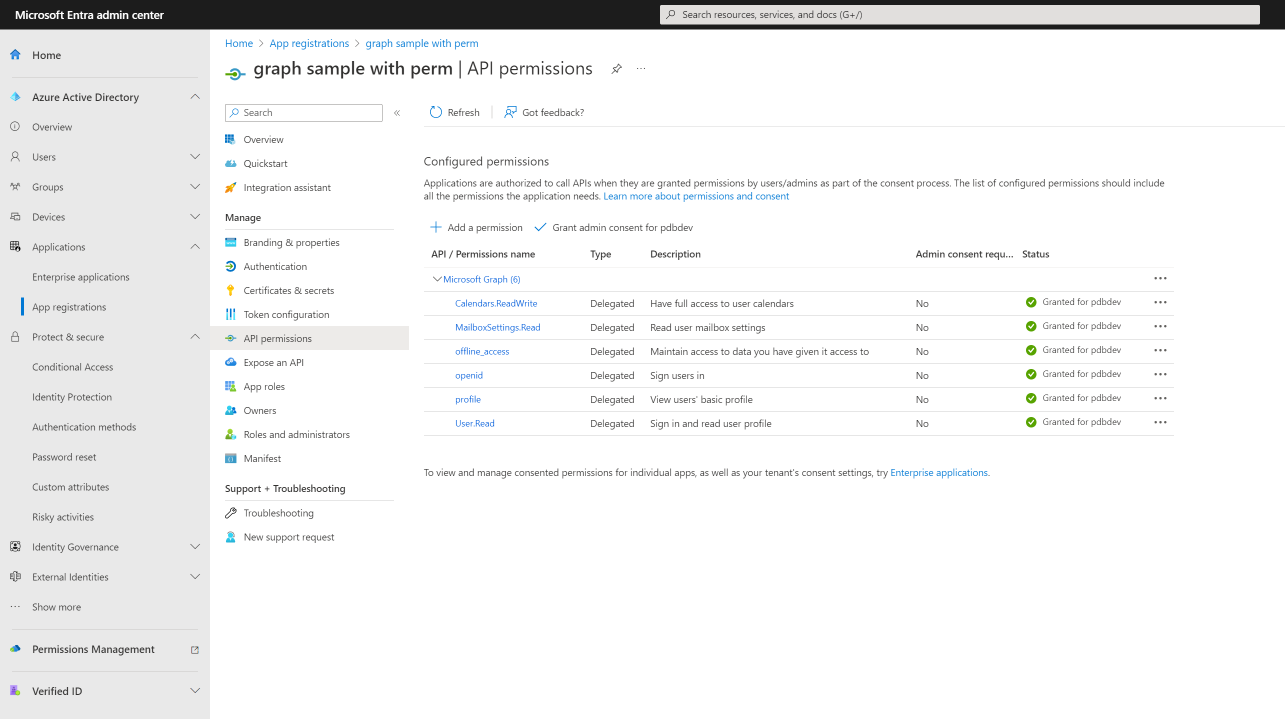 Microsoft Entra admin center
Search resources, services, and docs (G+/)
Home
Azure Active Directory
Overview
Users
Groups
Devices
Applications
Enterprise applications
App registrations
Protect & secure
Conditional Access
Identity Protection
Authentication methods
Password reset
Custom attributes
Risky activities
Identity Governance
External Identities
Show more
Permissions Management
Verified ID
Home > App registrations > graph sample with perm
graph sample with perm | API permissions
Search
Overview
Quickstart
Integration assistant
Manage
Branding & properties
Authentication
Certificates & secrets
Token configuration
API permissions
Expose an API
App roles
Owners
Roles and administrators
Manifest
Support + Troubleshooting
Troubleshooting
New support request
Refresh | Got feedback?
Configured permissions
Applications are authorized to call APIs when they are granted permissions by users/admins as part of the consent process. The list of configured permissions should include
all the permissions the application needs. Learn more about permissions and consent
Add a permission Grant admin consent for pdbdev
API / Permissions name Type Description Admin consent requ... Status
Microsoft Graph (6)
Calendars.ReadWrite Delegated Have full access to user calendars No Granted for pdbdev
MailboxSettings.Read Delegated Read user mailbox settings No Granted for pdbdev
offline_access Delegated Maintain access to data you have given it access to No Granted for pdbdev
openid Delegated Sign users in No Granted for pdbdev
profile Delegated View users' basic profile No Granted for pdbdev
User.Read Delegated Sign in and read user profile No Granted for pdbdev
To view and manage consented permissions for individual apps, as well as your tenant's consent settings, try Enterprise applications.